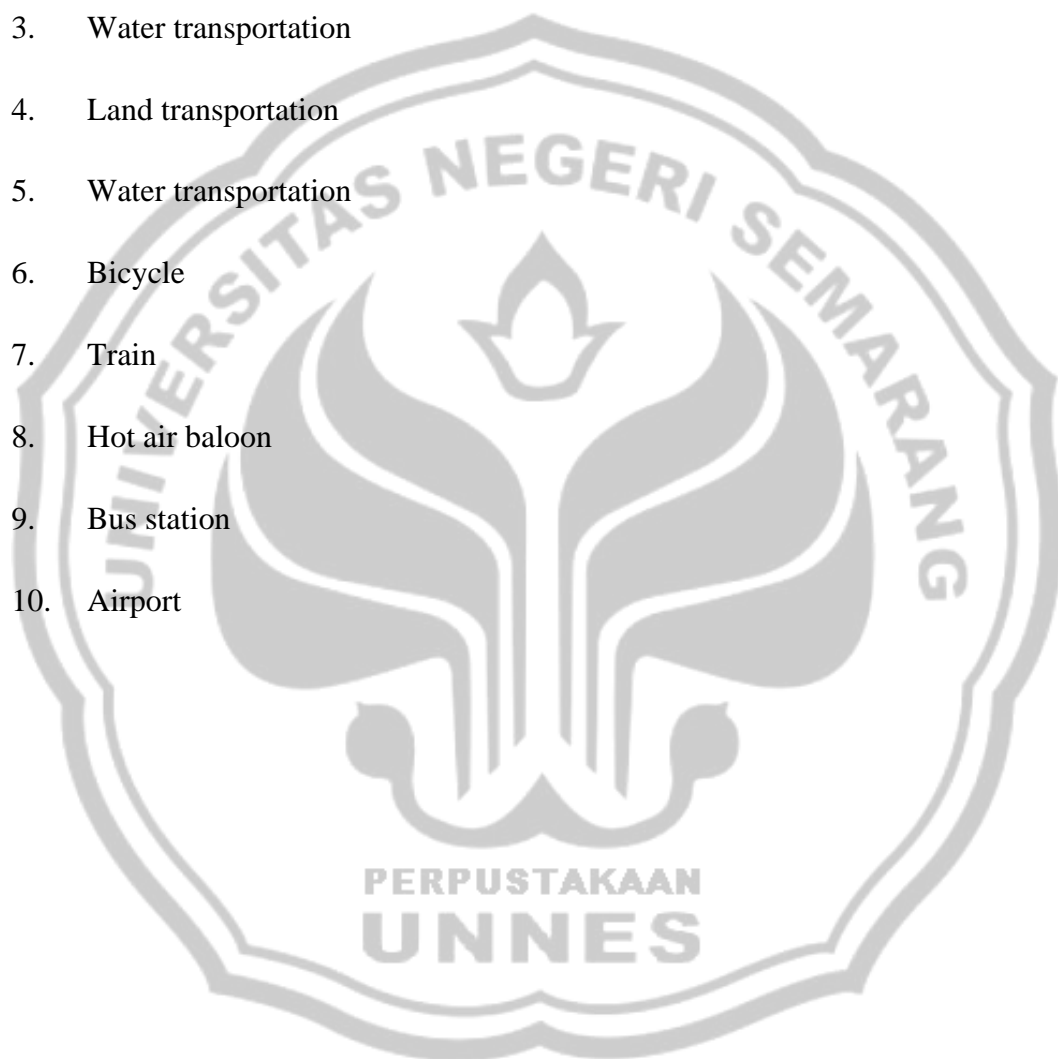 3. Water transportation
4. Land transportation
5. Water transportation
6. Bicycle
7. Train
8. Hot air baloon
9. Bus station
10. Airport
UNIVERSITAS NEGERI SEMARANG
PERPUSTAKAAN
UNNES